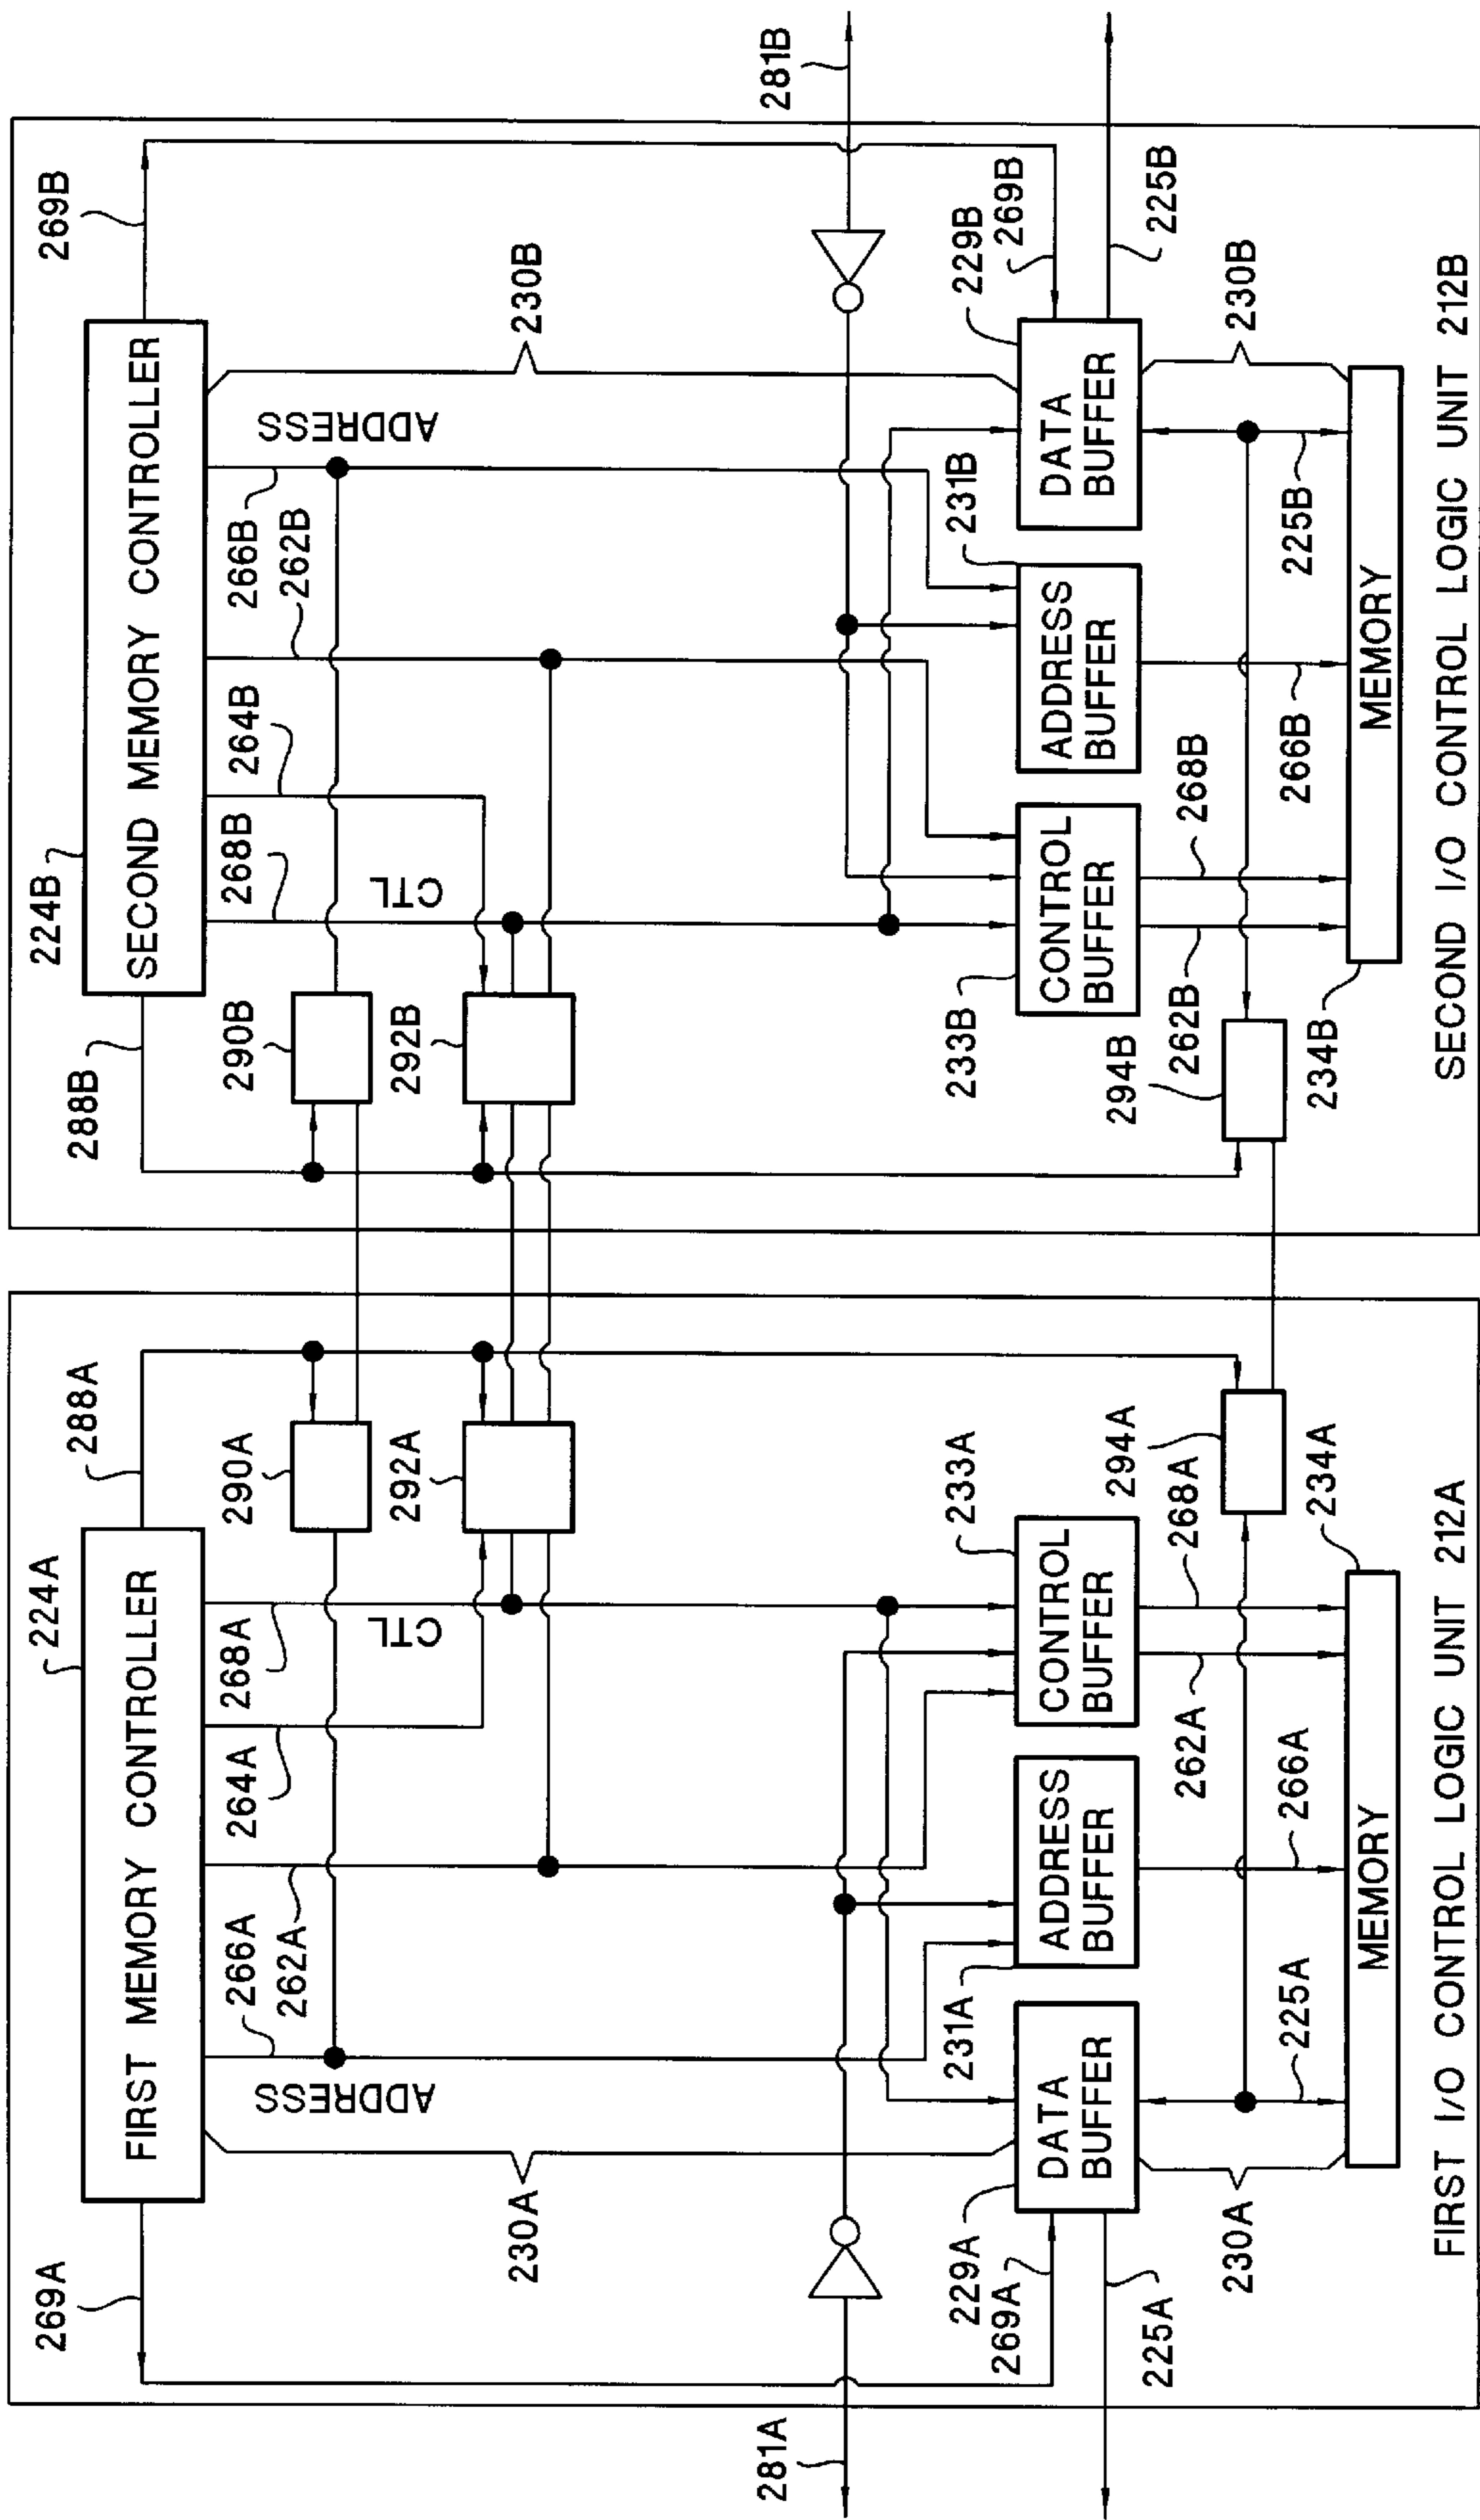 269A
FIRST MEMORY CONTROLLER
224A
288A
266A
262A
264A
268A
290A
292A
ADDRESS
CTL
230A
281A
229A
269A
DATA
BUFFER
231A
ADDRESS
BUFFER
CONTROL
BUFFER
233A
225A
230A
225A
266A
262A
268A
294A
MEMORY
234A
FIRST I/O CONTROL LOGIC UNIT 212A
288B
224B
SECOND MEMORY CONTROLLER
269B
290B
292B
268B
264B
262B
266B
CTL
ADDRESS
230B
281B
233B
CONTROL
BUFFER
ADDRESS
BUFFER
231B
DATA
BUFFER
229B
269B
225B
294B
262B
268B
266B
225B
230B
234B
MEMORY
SECOND I/O CONTROL LOGIC UNIT 212B